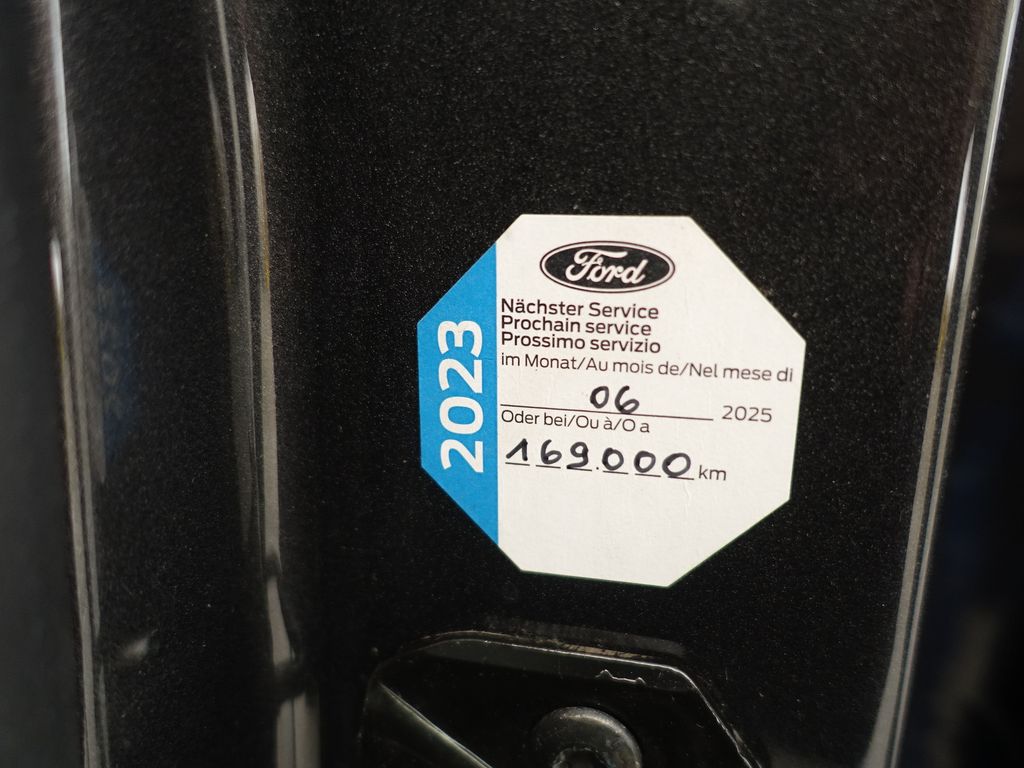 Ford
Nächster Service
Prochain service
Prossimo servizio
im Monat/Au mois de/Nel mese di
06 2025
Oder bei/Ou à/O a
169.000 km
2023